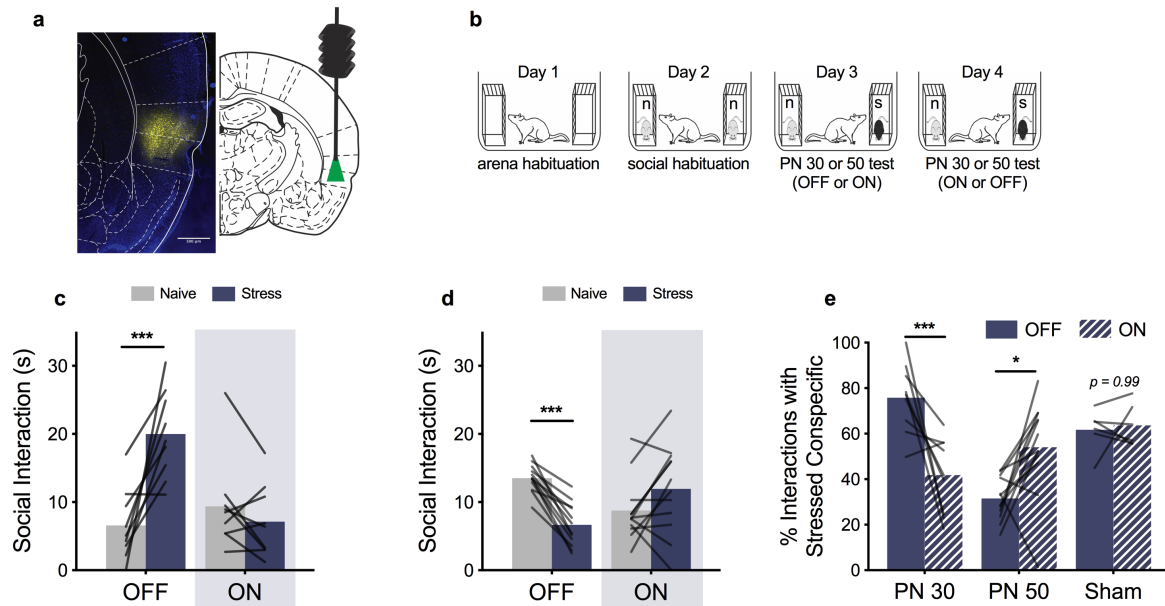 a
b
100 µm
Day 1
Day 2
Day 3
Day 4
n
n
n
s
n
s
arena habituation
social habituation
PN 30 or 50 test
(OFF or ON)
PN 30 or 50 test
(ON or OFF)
c
Naive
Stress
Social Interaction (s)
30
20
10
0
***
OFF
ON
d
Naive
Stress
Social Interaction (s)
30
20
10
0
***
OFF
ON
e
OFF
ON
% Interactions with
Stressed Conspecific
100
80
60
40
20
0
***
*
p = 0.99
PN 30
PN 50
Sham